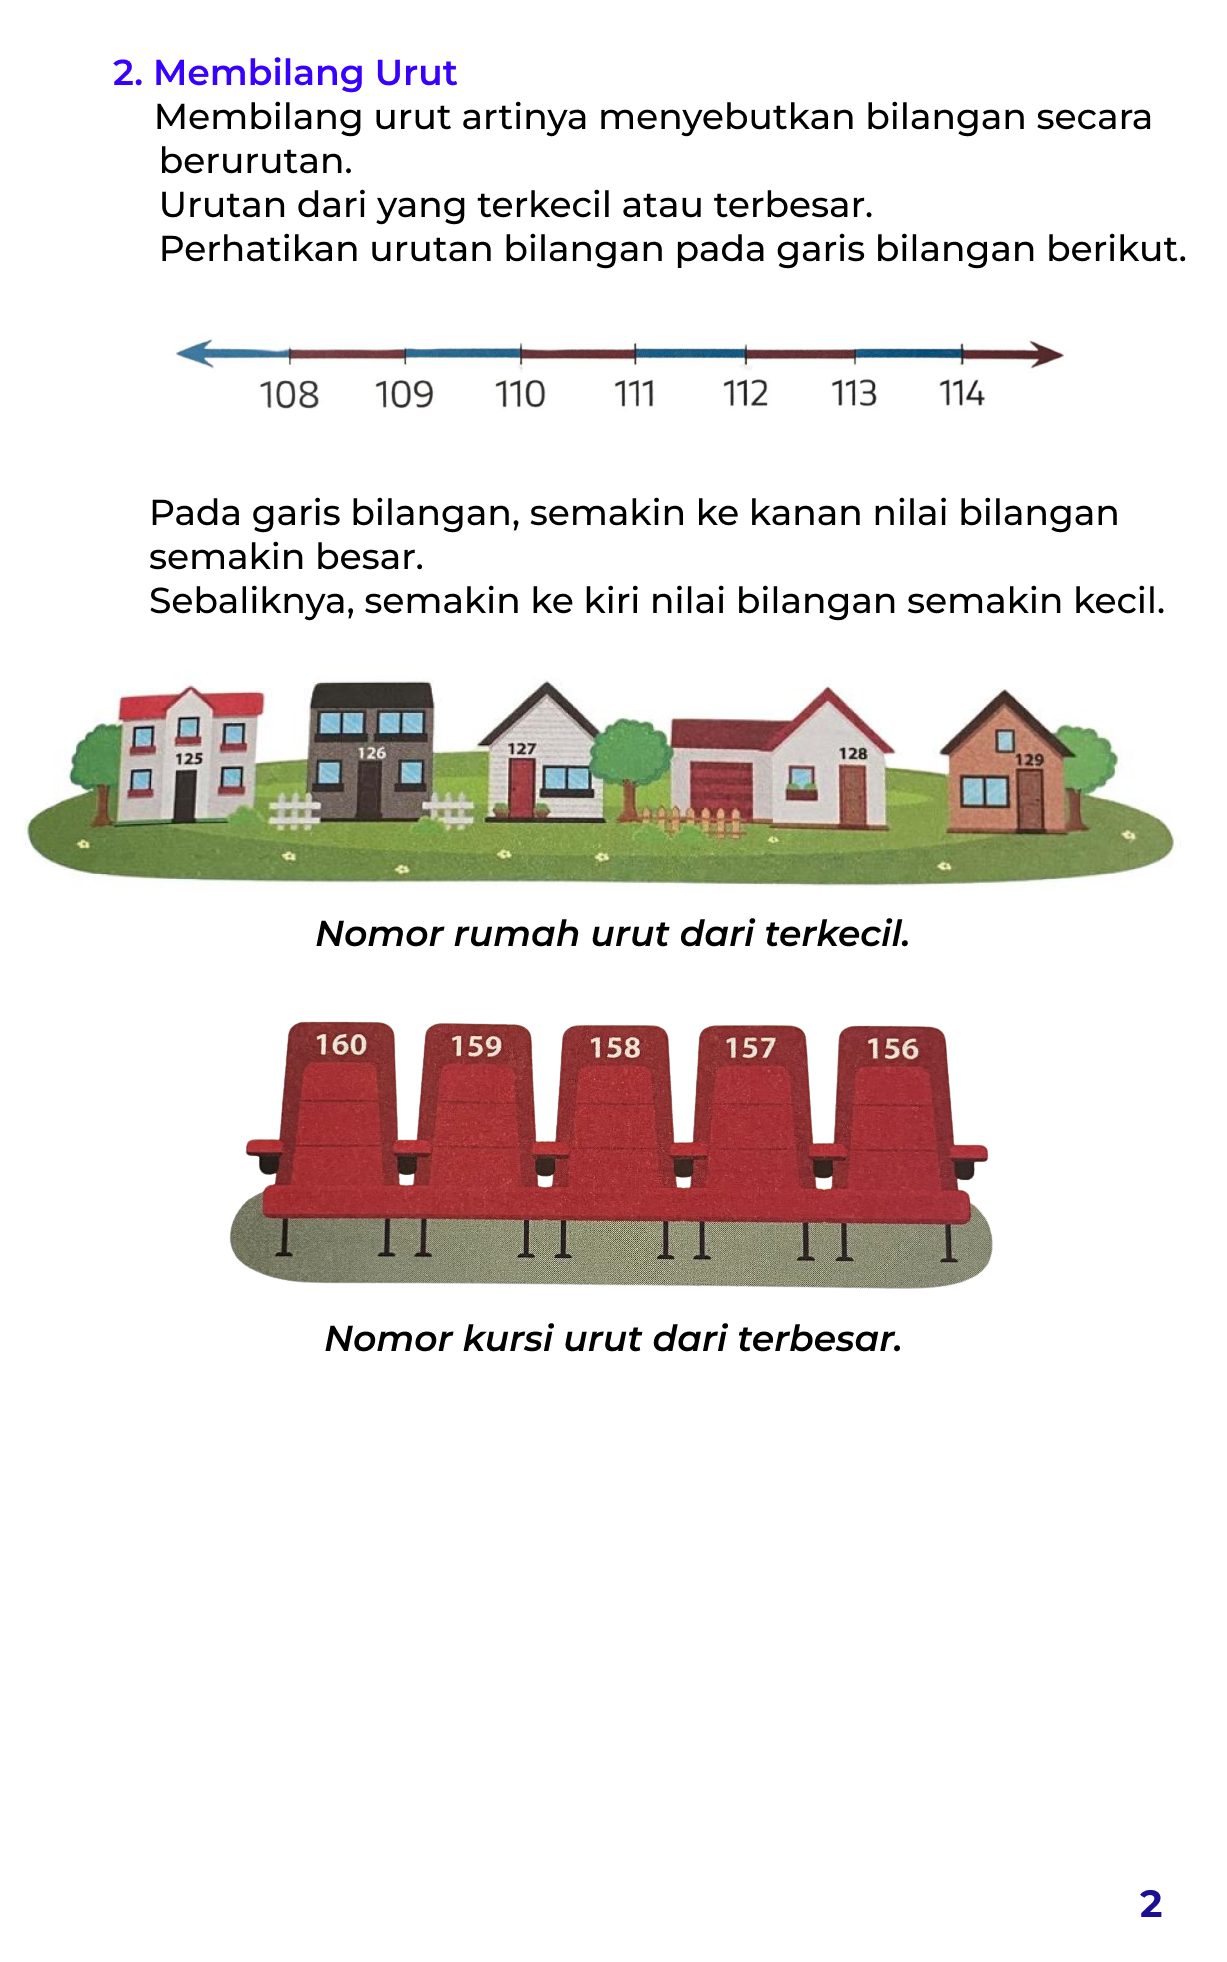 2. Membilang Urut
Membilang urut artinya menyebutkan bilangan secara
berurutan.
Urutan dari yang terkecil atau terbesar.
Perhatikan urutan bilangan pada garis bilangan berikut.
108 109 110 111 112 113 114
Pada garis bilangan, semakin ke kanan nilai bilangan
semakin besar.
Sebaliknya, semakin ke kiri nilai bilangan semakin kecil.
125 126 127 128 129
Nomor rumah urut dari terkecil.
160 159 158 157 156
Nomor kursi urut dari terbesar.
2